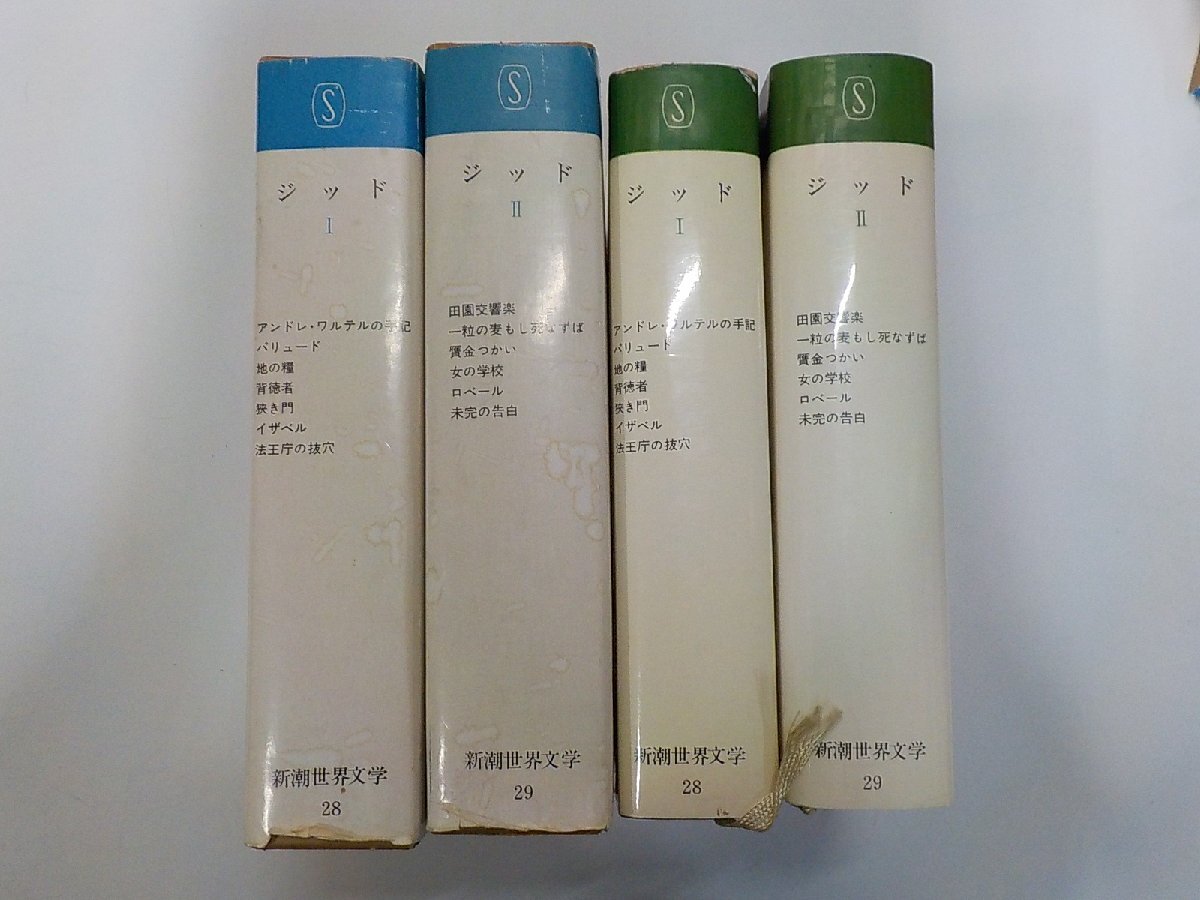 S
ジッド
I
アンドレ・ワルテルの手記
パリュード
地の糧
背徳者
狭き門
イザベル
法王庁の抜穴
新潮世界文学
28
S
ジッド
II
田園交響楽
一粒の麦もし死なずば
贋金つかい
女の学校
ロベール
未完の告白
新潮世界文学
29
S
ジッド
I
アンドレ・ワルテルの手記
パリュード
地の糧
背徳者
狭き門
イザベル
法王庁の抜穴
新潮世界文学
28
S
ジッド
II
田園交響楽
一粒の麦もし死なずば
贋金つかい
女の学校
ロベール
未完の告白
新潮世界文学
29